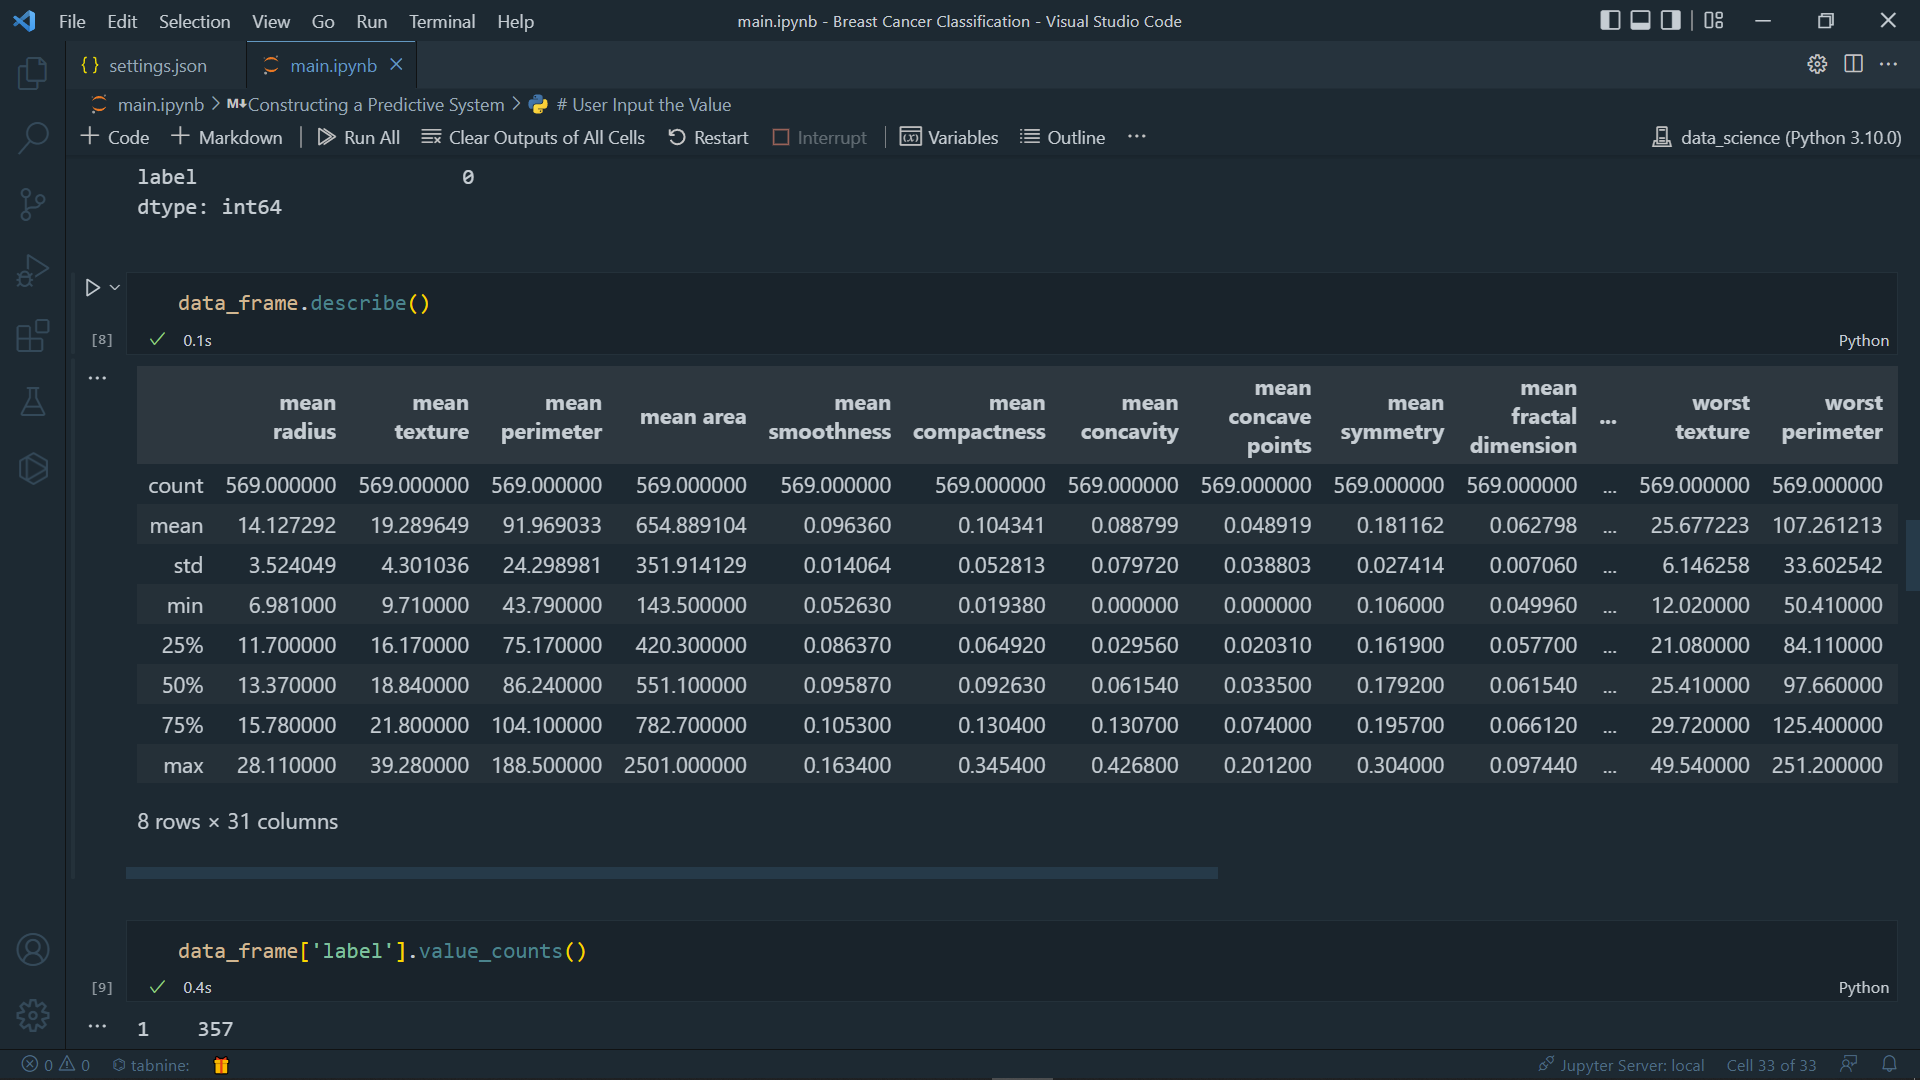 File Edit Selection View Go Run Terminal Help main.ipynb - Breast Cancer Classification - Visual Studio Code
{} settings.json main.ipynb
main.ipynb > M↓Constructing a Predictive System > # User Input the Value
+ Code + Markdown | Run All Clear Outputs of All Cells Restart Interrupt | Variables Outline ... data_science (Python 3.10.0)
label 0
dtype: int64
data_frame.describe()
[8] 0.1s Python
...
mean radius mean texture mean perimeter mean area mean smoothness mean compactness mean concavity mean concave points mean symmetry mean fractal dimension ... worst texture worst perimeter
count 569.000000 569.000000 569.000000 569.000000 569.000000 569.000000 569.000000 569.000000 569.000000 569.000000 ... 569.000000 569.000000
mean 14.127292 19.289649 91.969033 654.889104 0.096360 0.104341 0.088799 0.048919 0.181162 0.062798 ... 25.677223 107.261213
std 3.524049 4.301036 24.298981 351.914129 0.014064 0.052813 0.079720 0.038803 0.027414 0.007060 ... 6.146258 33.602542
min 6.981000 9.710000 43.790000 143.500000 0.052630 0.019380 0.000000 0.000000 0.106000 0.049960 ... 12.020000 50.410000
25% 11.700000 16.170000 75.170000 420.300000 0.086370 0.064920 0.029560 0.020310 0.161900 0.057700 ... 21.080000 84.110000
50% 13.370000 18.840000 86.240000 551.100000 0.095870 0.092630 0.061540 0.033500 0.179200 0.061540 ... 25.410000 97.660000
75% 15.780000 21.800000 104.100000 782.700000 0.105300 0.130400 0.130700 0.074000 0.195700 0.066120 ... 29.720000 125.400000
max 28.110000 39.280000 188.500000 2501.000000 0.163400 0.345400 0.426800 0.201200 0.304000 0.097440 ... 49.540000 251.200000
8 rows × 31 columns
data_frame['label'].value_counts()
[9] 0.4s Python
... 1 357
0 0 tabnine: Jupyter Server: local Cell 33 of 33